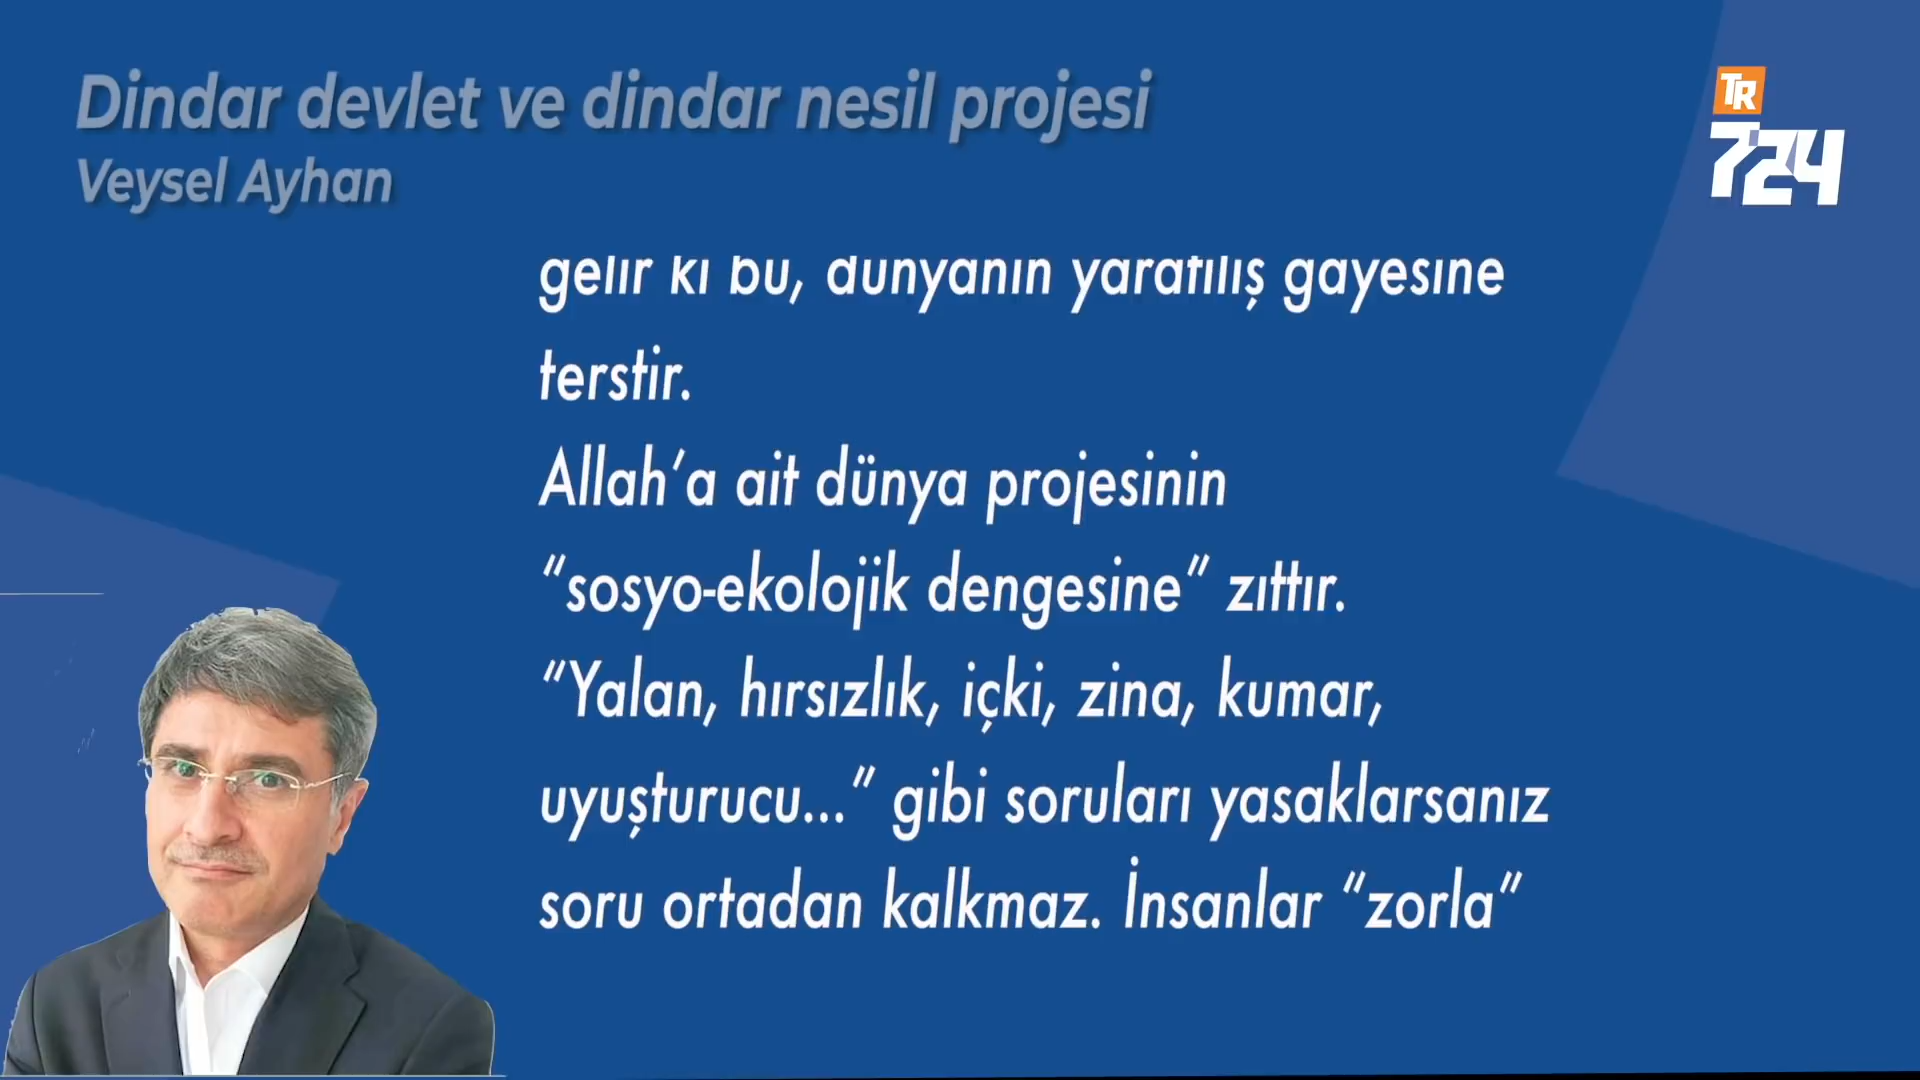 Dindar devlet ve dindar nesil projesi
Veysel Ayhan
TR
724
gelir ki bu, dünyanın yaratılış gayesine
terstir.
Allah’a ait dünya projesinin
“sosyo-ekolojik dengesine” zıttır.
“Yalan, hırsızlık, içki, zina, kumar,
uyuşturucu...” gibi soruları yasaklarsanız
soru ortadan kalkmaz. İnsanlar “zorla”